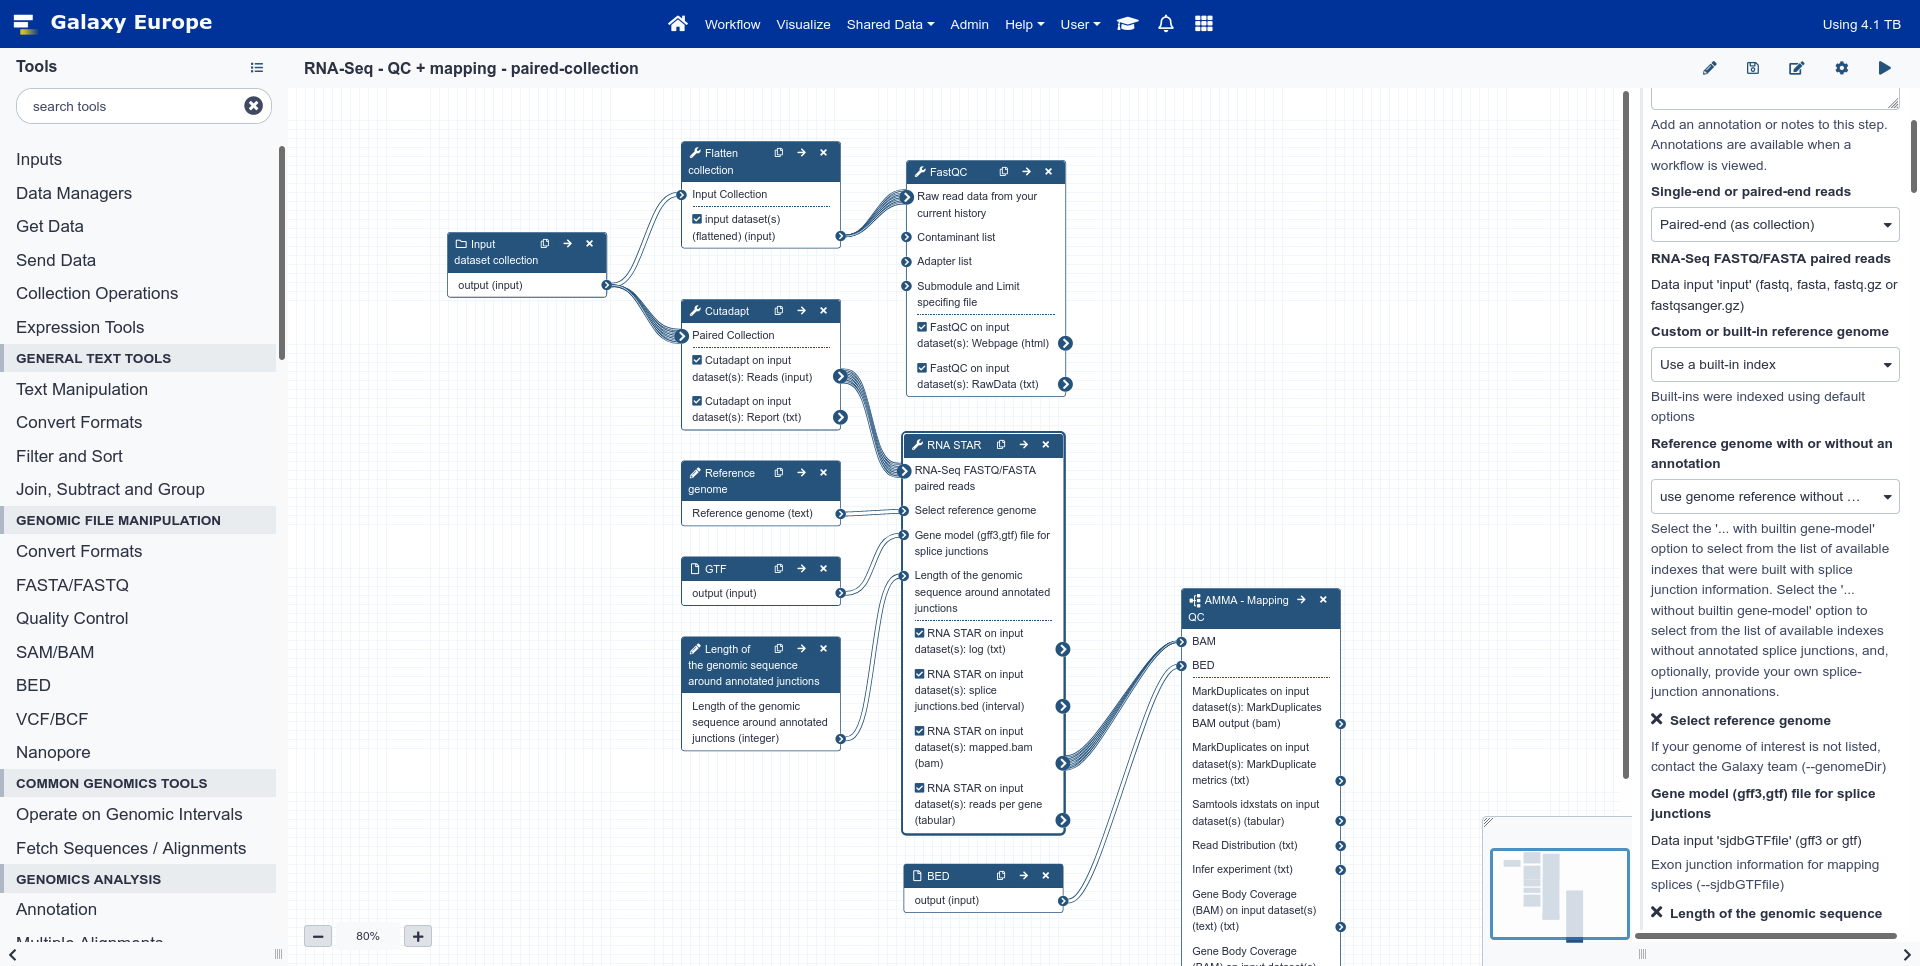 Galaxy Europe
Workflow Visualize Shared Data Admin Help User
Using 4.1 TB
Tools
search tools
Inputs
Data Managers
Get Data
Send Data
Collection Operations
Expression Tools
GENERAL TEXT TOOLS
Text Manipulation
Convert Formats
Filter and Sort
Join, Subtract and Group
GENOMIC FILE MANIPULATION
Convert Formats
FASTA/FASTQ
Quality Control
SAM/BAM
BED
VCF/BCF
Nanopore
COMMON GENOMICS TOOLS
Operate on Genomic Intervals
Fetch Sequences / Alignments
GENOMICS ANALYSIS
Annotation
Multiple Alignments
RNA-Seq - QC + mapping - paired-collection
Input
dataset collection
output (input)
Flatten
collection
Input Collection
input dataset(s)
(flattened) (input)
Cutadapt
Paired Collection
Cutadapt on input
dataset(s): Reads (input)
Cutadapt on input
dataset(s): Report (txt)
Reference
genome
Reference genome (text)
GTF
output (input)
Length of
the genomic sequence
around annotated junctions
Length of the genomic
sequence around annotated
junctions (integer)
FastQC
Raw read data from your
current history
Contaminant list
Adapter list
Submodule and Limit
specifing file
FastQC on input
dataset(s): Webpage (html)
FastQC on input
dataset(s): RawData (txt)
RNA STAR
RNA-Seq FASTQ/FASTA
paired reads
Select reference genome
Gene model (gff3,gtf) file for
splice junctions
Length of the genomic
sequence around annotated
junctions
RNA STAR on input
dataset(s): log (txt)
RNA STAR on input
dataset(s): splice
junctions.bed (interval)
RNA STAR on input
dataset(s): mapped.bam
(bam)
RNA STAR on input
dataset(s): reads per gene
(tabular)
BED
output (input)
AMMA - Mapping
QC
BAM
BED
MarkDuplicates on input
dataset(s): MarkDuplicates
BAM output (bam)
MarkDuplicates on input
dataset(s): MarkDuplicate
metrics (txt)
Samtools idxstats on input
dataset(s) (tabular)
Read Distribution (txt)
Infer experiment (txt)
Gene Body Coverage
(BAM) on input dataset(s)
(text) (txt)
Gene Body Coverage
(BAM) on input dataset(s)
80%
Add an annotation or notes to this step.
Annotations are available when a
workflow is viewed.
Single-end or paired-end reads
Paired-end (as collection)
RNA-Seq FASTQ/FASTA paired reads
Data input 'input' (fastq, fasta, fastq.gz or
fastqsanger.gz)
Custom or built-in reference genome
Use a built-in index
Built-ins were indexed using default
options
Reference genome with or without an
annotation
use genome reference without ...
Select the '... with builtin gene-model'
option to select from the list of available
indexes that were built with splice
junction information. Select the '...
without builtin gene-model' option to
select from the list of available indexes
without annotated splice junctions, and,
optionally, provide your own splice-
junction annonations.
Select reference genome
If your genome of interest is not listed,
contact the Galaxy team (--genomeDir)
Gene model (gff3,gtf) file for splice
junctions
Data input 'sjdbGTFfile' (gff3 or gtf)
Exon junction information for mapping
splices (--sjdbGTFfile)
Length of the genomic sequence